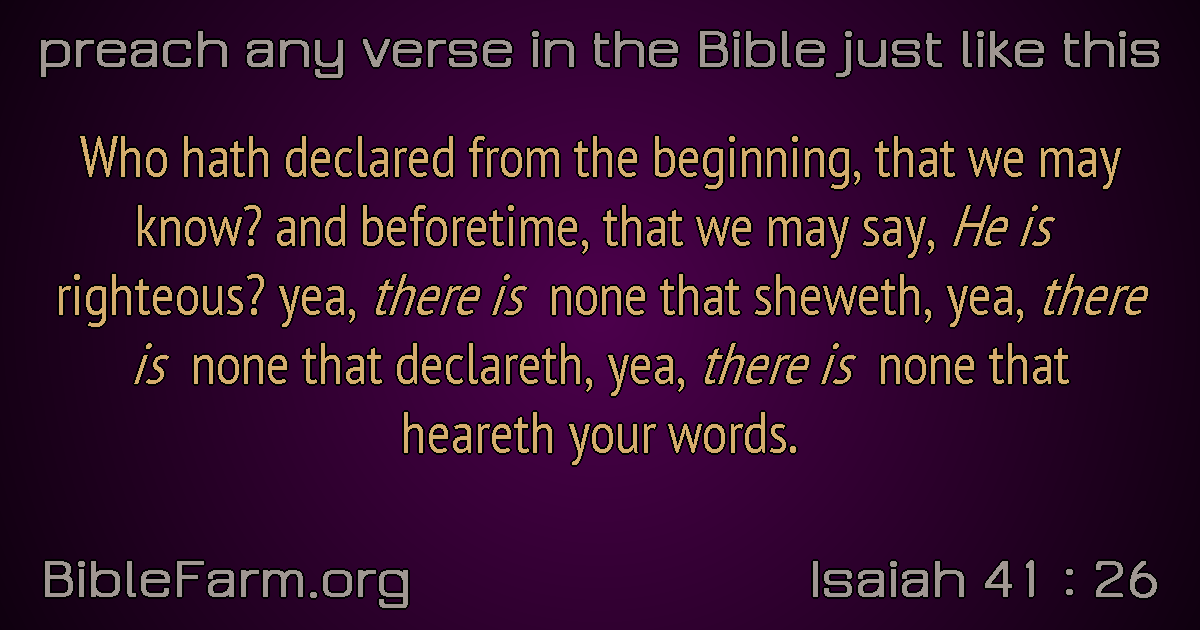 preach any verse in the Bible just like this
Who hath declared from the beginning, that we may
know? and beforetime, that we may say, He is
righteous? yea, there is none that sheweth, yea, there
is none that declareth, yea, there is none that
heareth your words.
BibleFarm.org
Isaiah 41 : 26